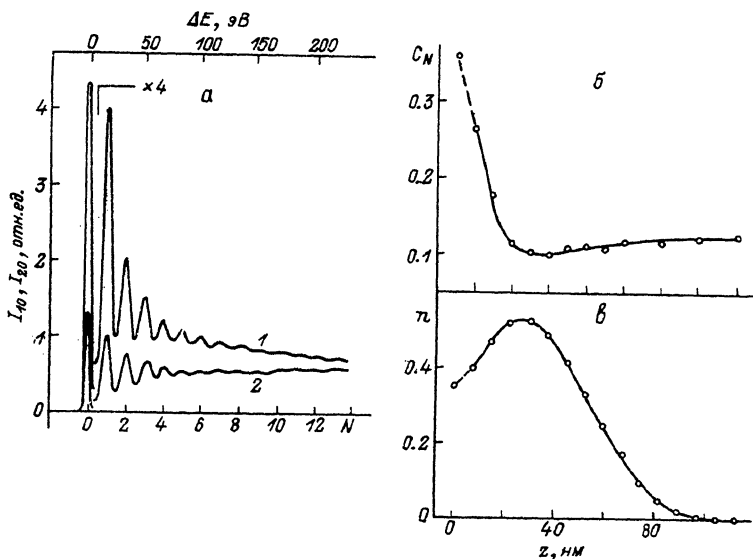 ΔE, эВ
0 50 100 150 200
×4
а
4
3
2
1
0
I₁₀, I₂₀, отн.ед.
1
2
0 2 4 6 8 10 12 N
C_N
б
0.3
0.2
0.1
n
в
0.4
0.2
0
0 40 80
z, нм